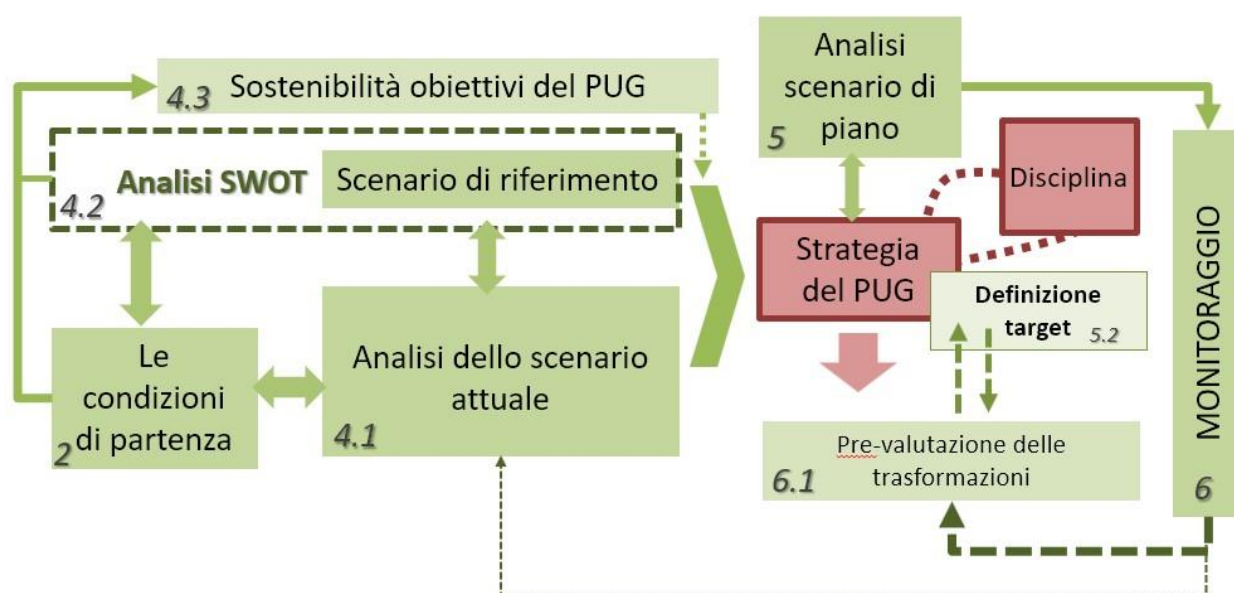 Sostenibilità obiettivi del PUG
4.3
Analisi SWOT
Scenario di riferimento
4.2
Le
condizioni
di partenza
2
Analisi dello scenario
attuale
4.1
Analisi
scenario di
piano
5
Disciplina
Strategia
del PUG
Definizione
target
5.2
Pre-valutazione delle
trasformazioni
6.1
MONITORAGGIO
6